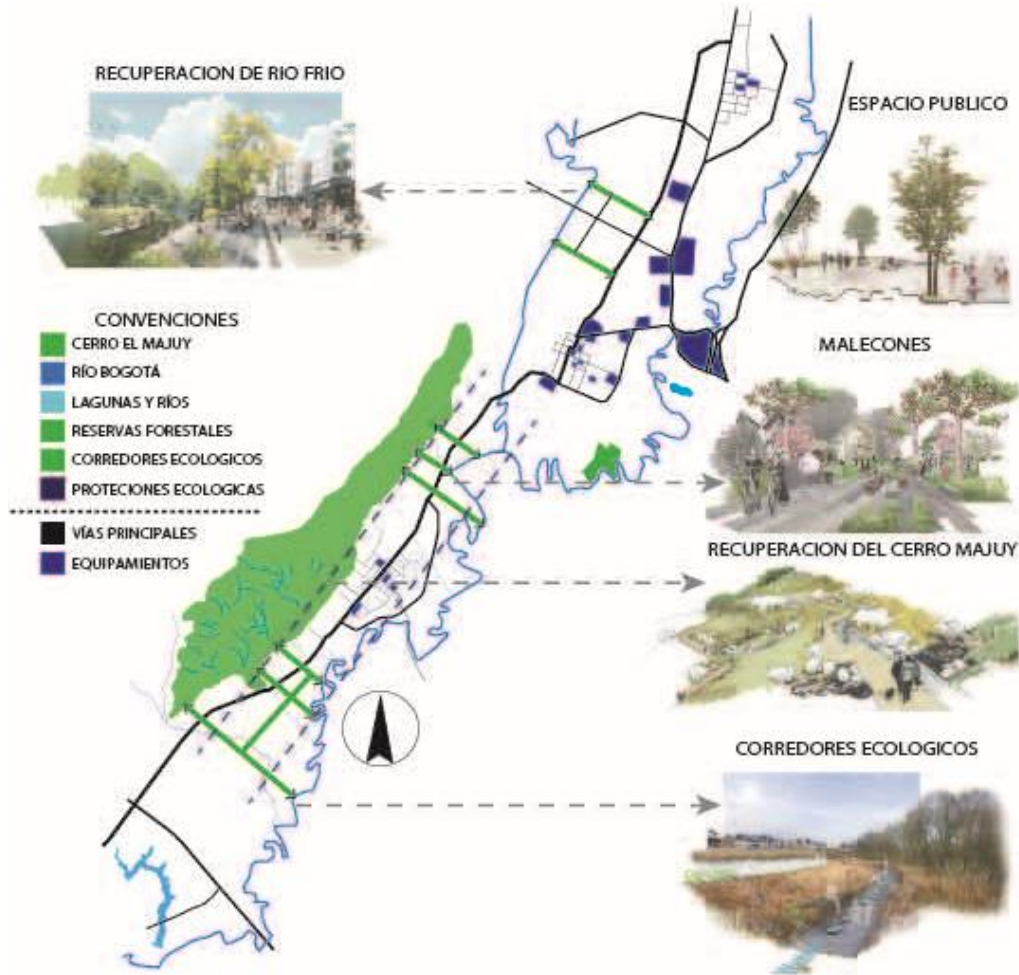 RECUPERACION DE RIO FRIO
ESPACIO PUBLICO
CONVENCIONES
CERRO EL MAJUY
RÍO BOGOTÁ
LAGUNAS Y RÍOS
RESERVAS FORESTALES
CORREDORES ECOLOGICOS
PROTECIONES ECOLOGICAS
VÍAS PRINCIPALES
EQUIPAMIENTOS
MALECONES
RECUPERACION DEL CERRO MAJUY
CORREDORES ECOLOGICOS